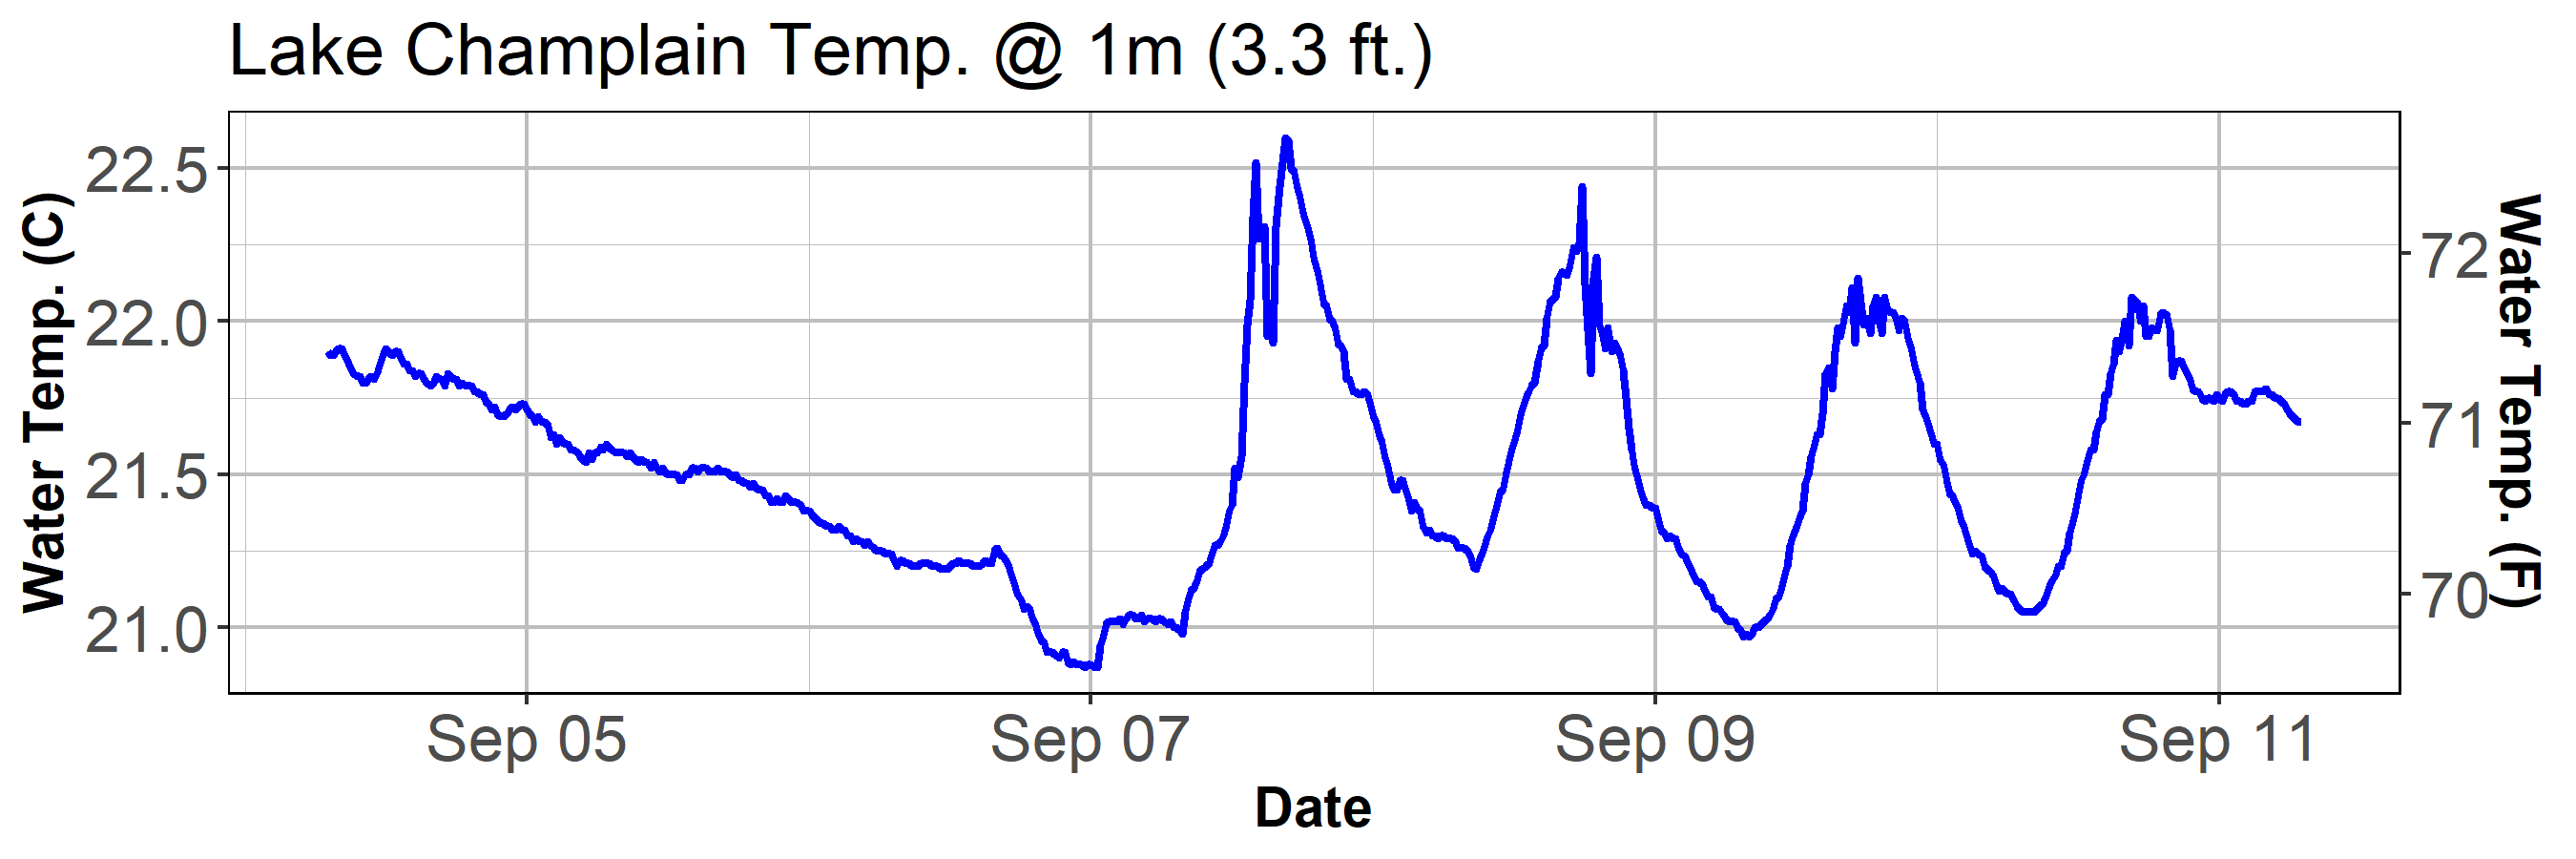 Lake Champlain Temp. @ 1m (3.3 ft.)
Water Temp. (C)
22.5
22.0
21.5
21.0
72
71
70
Water Temp. (F)
Sep 05
Sep 07
Sep 09
Sep 11
Date